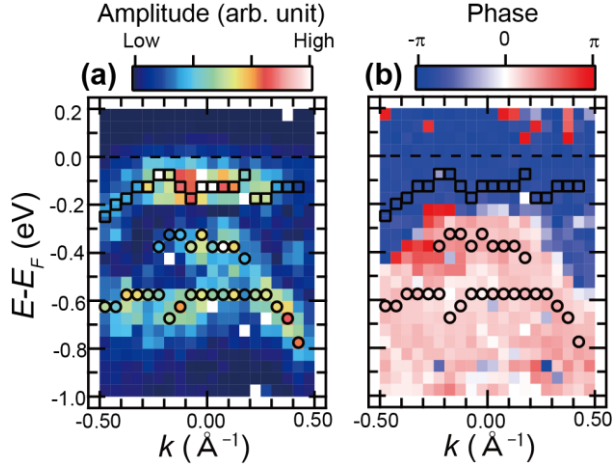 Amplitude (arb. unit)
Low High
(a)
0.2
0.0
-0.2
-0.4
-0.6
-0.8
-1.0
E-E_F (eV)
-0.50 0.00 0.50
k (Å⁻¹)
Phase
-π 0 π
(b)
-0.50 0.00 0.50
k (Å⁻¹)